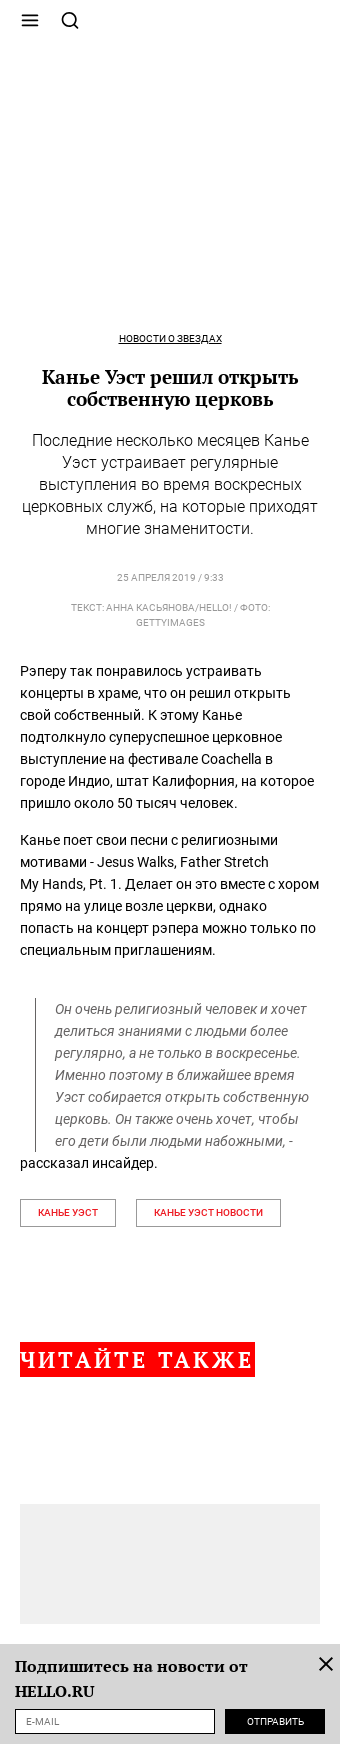 НОВОСТИ О ЗВЕЗДАХ
Канье Уэст решил открыть
собственную церковь
Последние несколько месяцев Канье
Уэст устраивает регулярные
выступления во время воскресных
церковных служб, на которые приходят
многие знаменитости.
25 АПРЕЛЯ 2019 / 9:33
ТЕКСТ: АННА КАСЬЯНОВА/HELLO! / ФОТО:
GETTYIMAGES
Рэперу так понравилось устраивать
концерты в храме, что он решил открыть
свой собственный. К этому Канье
подтолкнуло суперуспешное церковное
выступление на фестивале Coachella в
городе Индио, штат Калифорния, на которое
пришло около 50 тысяч человек.
Канье поет свои песни с религиозными
мотивами - Jesus Walks, Father Stretch
My Hands, Pt. 1. Делает он это вместе с хором
прямо на улице возле церкви, однако
попасть на концерт рэпера можно только по
специальным приглашениям.
Он очень религиозный человек и хочет
делиться знаниями с людьми более
регулярно, а не только в воскресенье.
Именно поэтому в ближайшее время
Уэст собирается открыть собственную
церковь. Он также очень хочет, чтобы
его дети были людьми набожными, -
рассказал инсайдер.
КАНЬЕ УЭСТ
КАНЬЕ УЭСТ НОВОСТИ
ЧИТАЙТЕ ТАКЖЕ
Подпишитесь на новости от
HELLO.RU
E-MAIL
ОТПРАВИТЬ